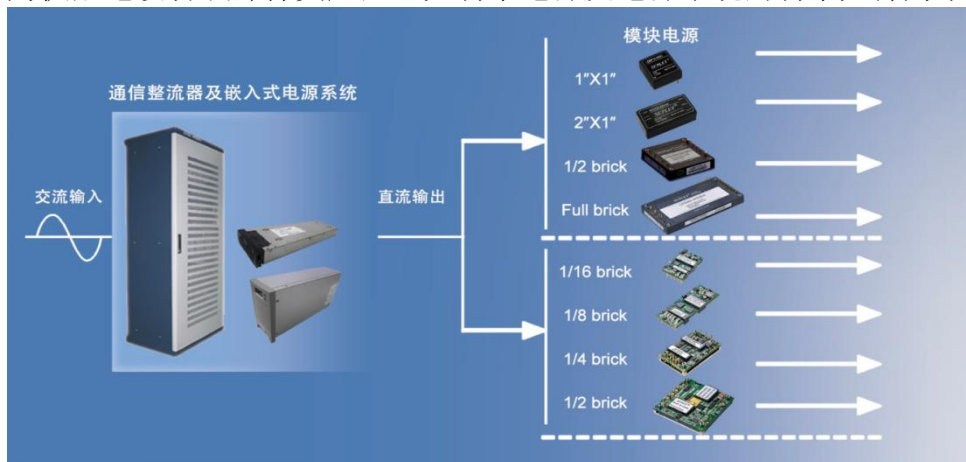 模块电源
1″X1″
通信整流器及嵌入式电源系统
2″X1″
1/2 brick
交流输入
直流输出
Full brick
1/16 brick
1/8 brick
1/4 brick
1/2 brick